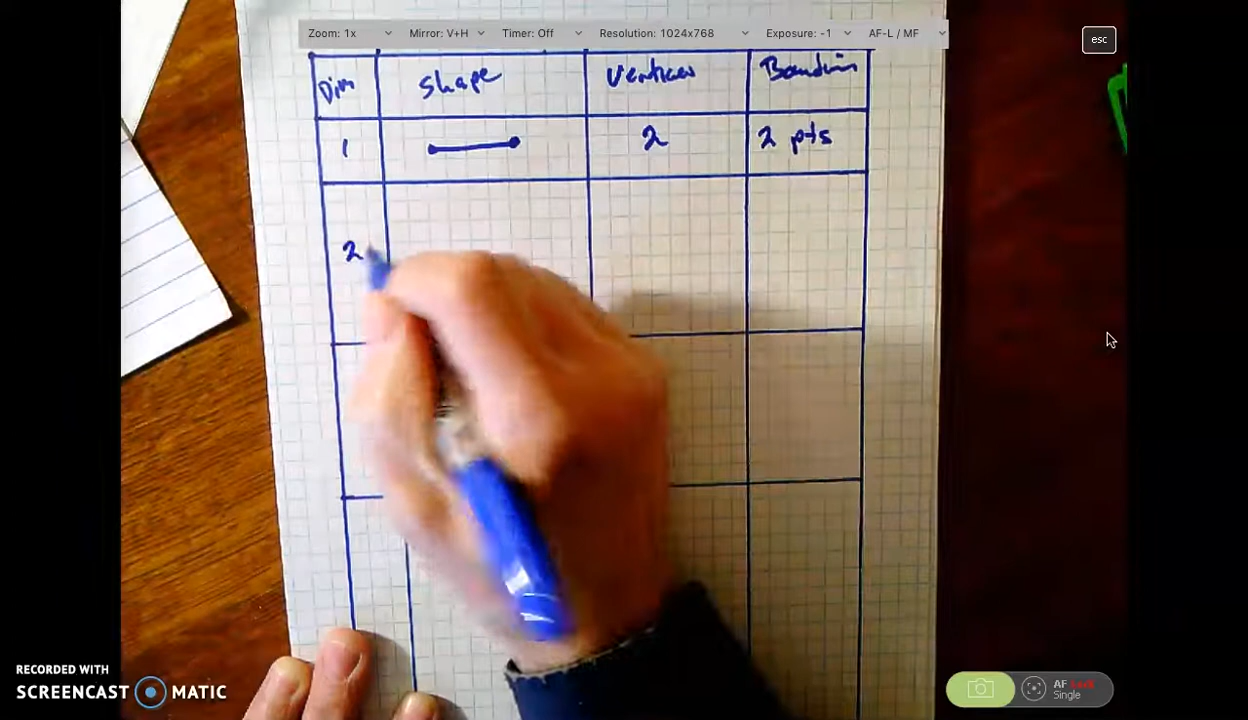 Zoom: 1x Mirror: V+H Timer: Off Resolution: 1024x768 Exposure: -1 AF-L / MF
esc
Dim Shape Vertices
1 2 2 pts
2
RECORDED WITH
SCREENCAST MATIC
AF Lock
Single